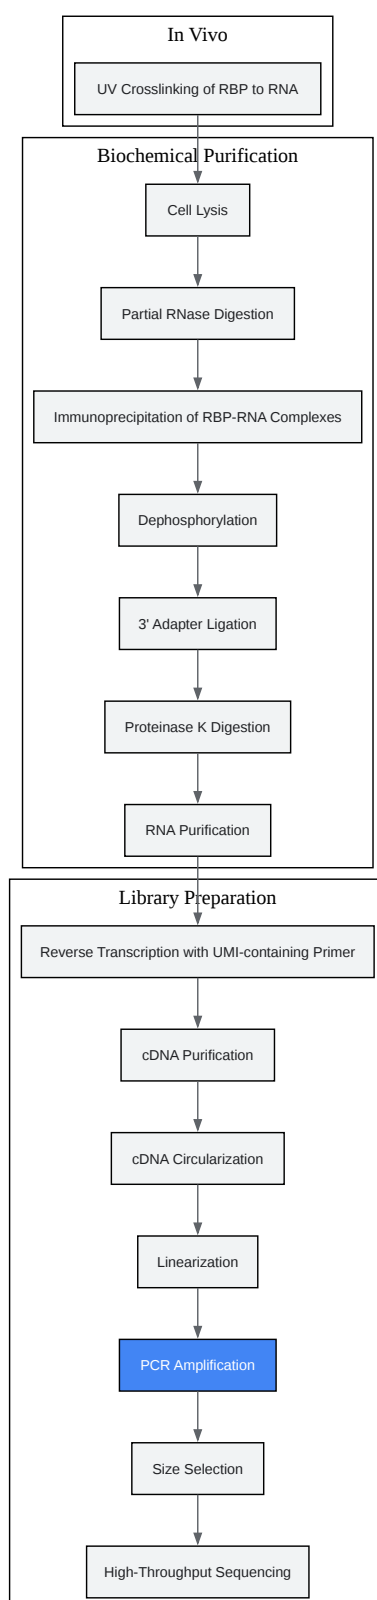 In Vivo
UV Crosslinking of RBP to RNA
Biochemical Purification
Cell Lysis
Partial RNase Digestion
Immunoprecipitation of RBP-RNA Complexes
Dephosphorylation
3' Adapter Ligation
Proteinase K Digestion
RNA Purification
Library Preparation
Reverse Transcription with UMI-containing Primer
cDNA Purification
cDNA Circularization
Linearization
PCR Amplification
Size Selection
High-Throughput Sequencing